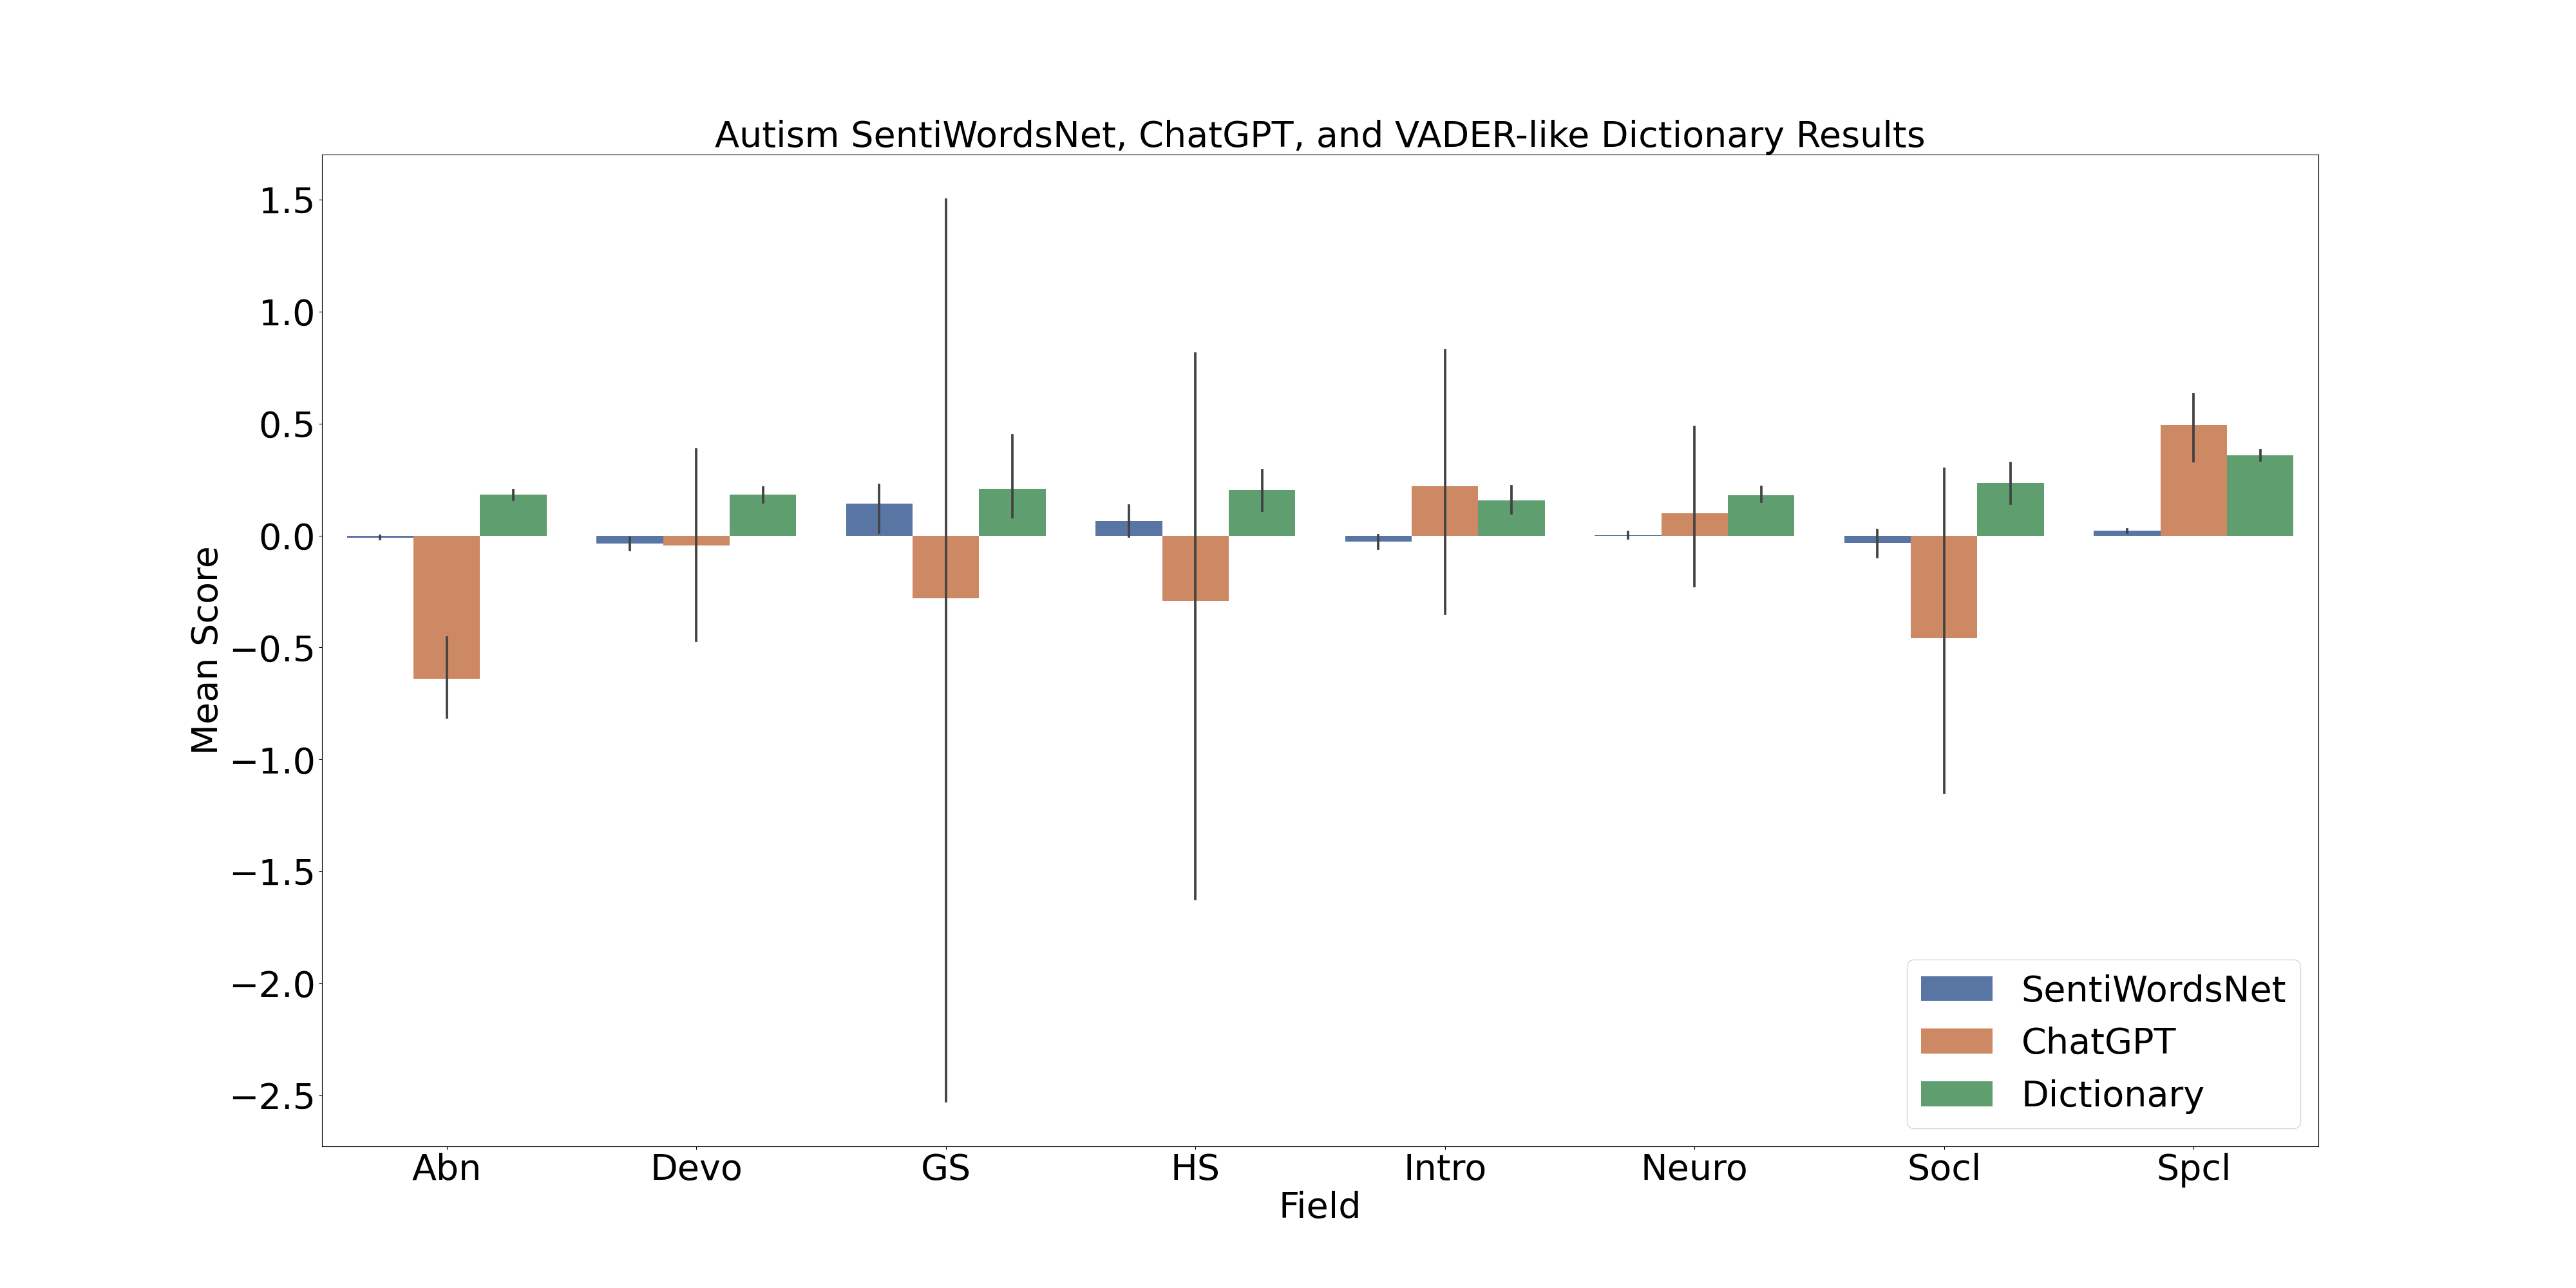 Autism SentiWordsNet, ChatGPT, and VADER-like Dictionary Results
1.5
1.0
0.5
0.0
−0.5
−1.0
−1.5
−2.0
−2.5
Mean Score
SentiWordsNet
ChatGPT
Dictionary
Abn Devo GS HS Intro Neuro Socl Spcl
Field